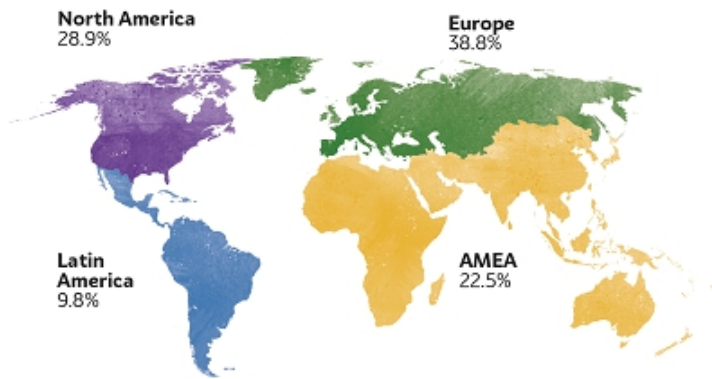 North America
28.9%
Europe
38.8%
Latin
America
9.8%
AMEA
22.5%